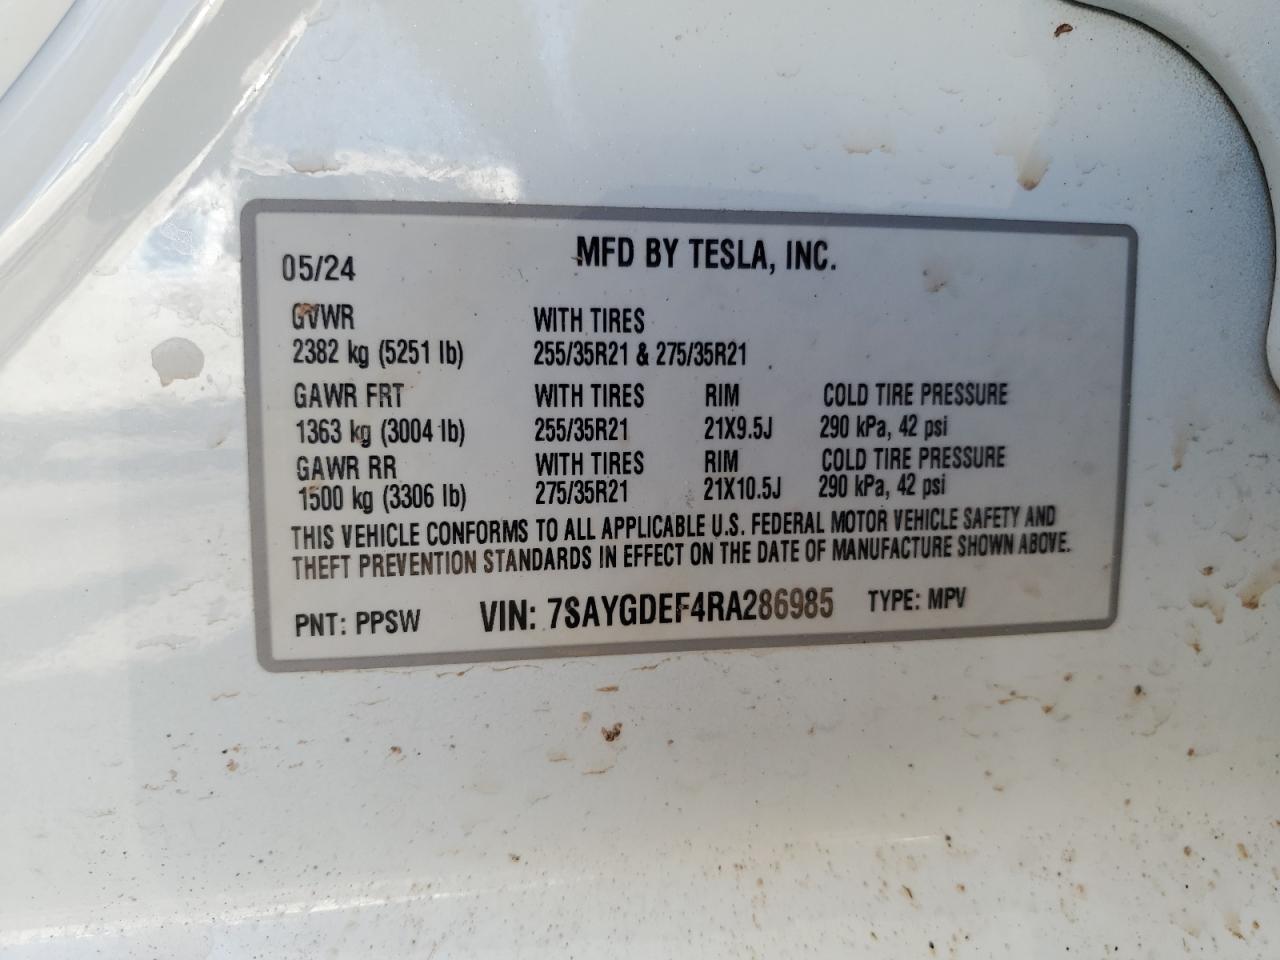 05/24 MFD BY TESLA, INC.
GVWR WITH TIRES
2382 kg (5251 lb) 255/35R21 & 275/35R21
GAWR FRT WITH TIRES RIM COLD TIRE PRESSURE
1363 kg (3004 lb) 255/35R21 21X9.5J 290 kPa, 42 psi
GAWR RR WITH TIRES RIM COLD TIRE PRESSURE
1500 kg (3306 lb) 275/35R21 21X10.5J 290 kPa, 42 psi
THIS VEHICLE CONFORMS TO ALL APPLICABLE U.S. FEDERAL MOTOR VEHICLE SAFETY AND
THEFT PREVENTION STANDARDS IN EFFECT ON THE DATE OF MANUFACTURE SHOWN ABOVE.
PNT: PPSW VIN: 7SAYGDEF4RA286985 TYPE: MPV